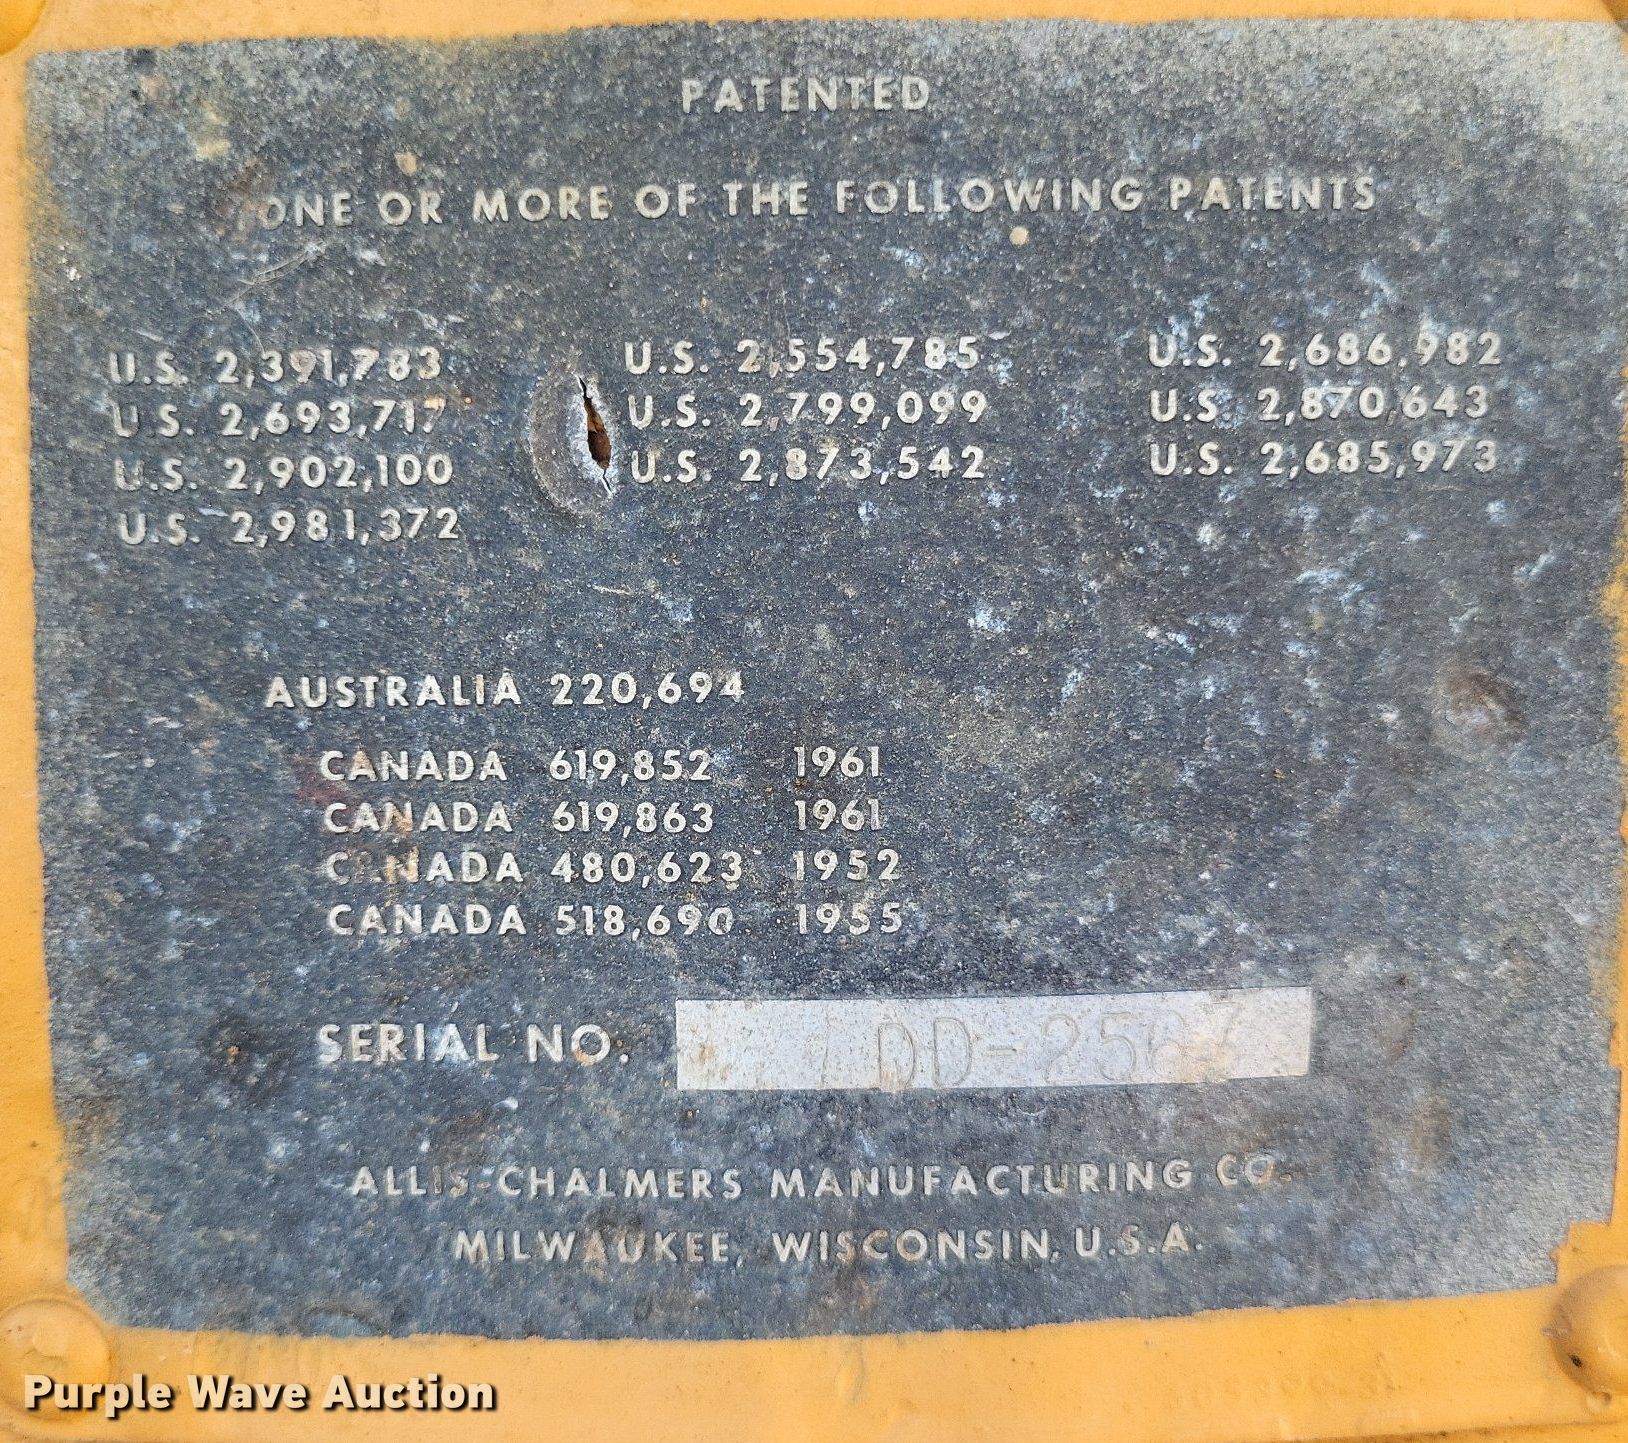 PATENTED
ONE OR MORE OF THE FOLLOWING PATENTS
U.S. 2,391,783 U.S. 2,554,785 U.S. 2,686,982
U.S. 2,693,717 U.S. 2,799,099 U.S. 2,870,643
U.S. 2,902,100 U.S. 2,873,542 U.S. 2,685,973
U.S. 2,981,372
AUSTRALIA 220,694
CANADA 619,852 1961
CANADA 619,863 1961
CANADA 480,623 1952
CANADA 518,690 1955
SERIAL NO.
ALLIS-CHALMERS MANUFACTURING CO.
MILWAUKEE, WISCONSIN, U.S.A.
Purple Wave Auction